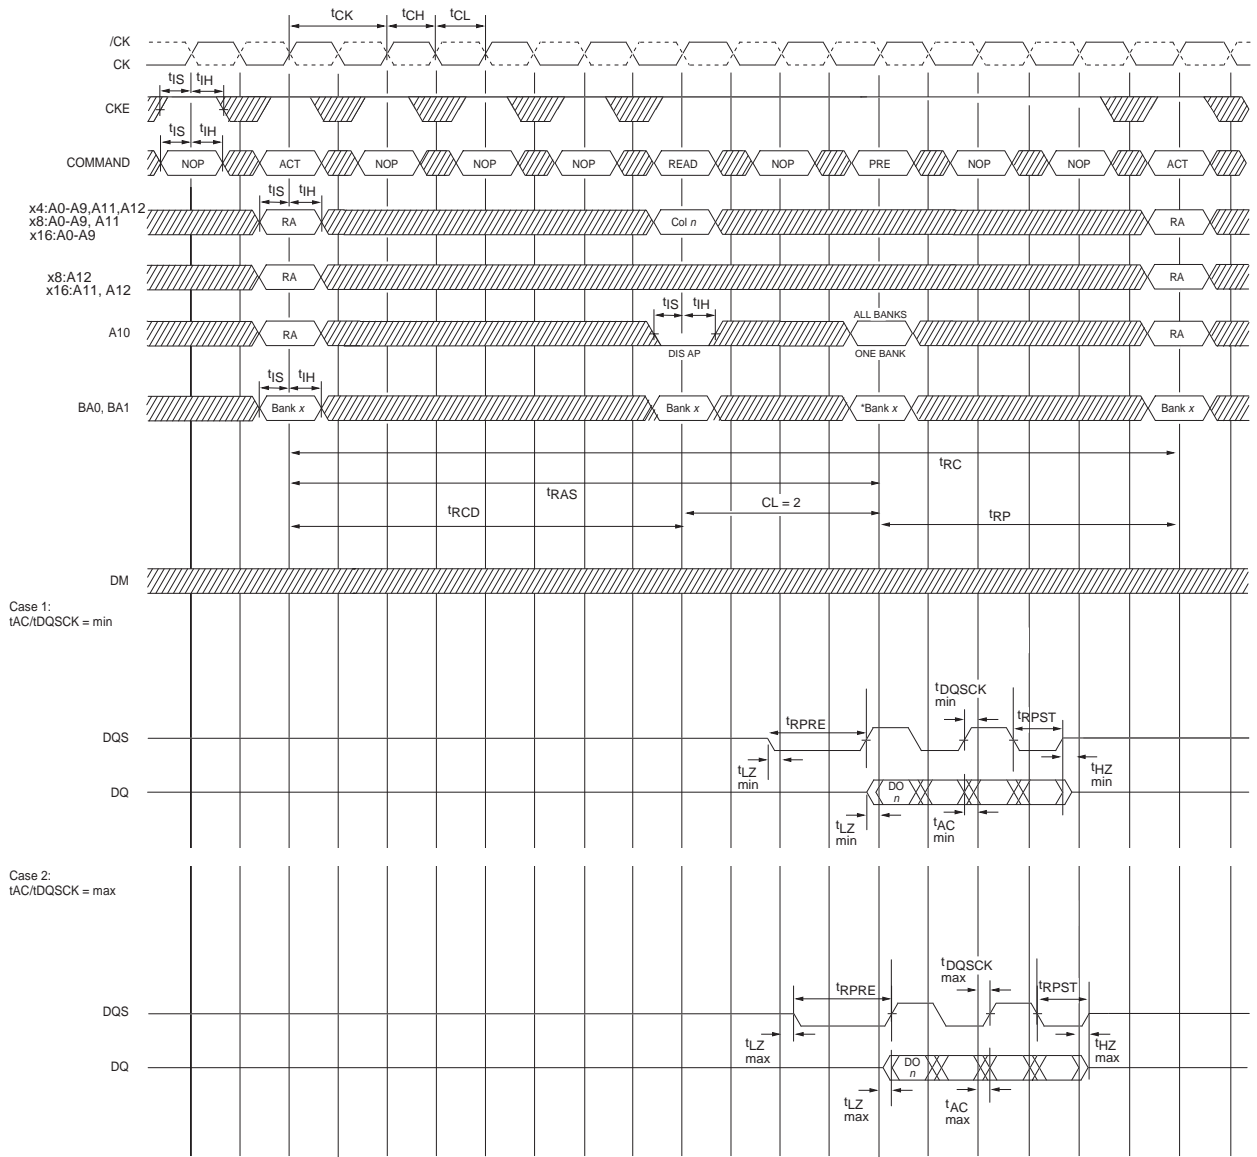 tCK tCH tCL
/CK
CK
tIS tIH
CKE
tIS tIH
COMMAND NOP ACT NOP NOP NOP READ NOP PRE NOP NOP ACT
tIS tIH
x4:A0-A9,A11,A12
x8:A0-A9, A11
x16:A0-A9
RA Col n RA
x8:A12
x16:A11, A12
RA RA
tIS tIH
ALL BANKS
A10 RA RA
DIS AP ONE BANK
tIS tIH
BA0, BA1 Bank x Bank x *Bank x Bank x
tRC
tRAS
CL = 2
tRCD tRP
DM
Case 1:
tAC/tDQSCK = min
tDQSCK
min
tRPRE tRPST
DQS
tLZ
min
tHZ
min
DQ
DO
n
tLZ
min
tAC
min
Case 2:
tAC/tDQSCK = max
tDQSCK
max
tRPRE tRPST
DQS
tLZ
max
tHZ
max
DQ
DO
n
tLZ
max
tAC
max